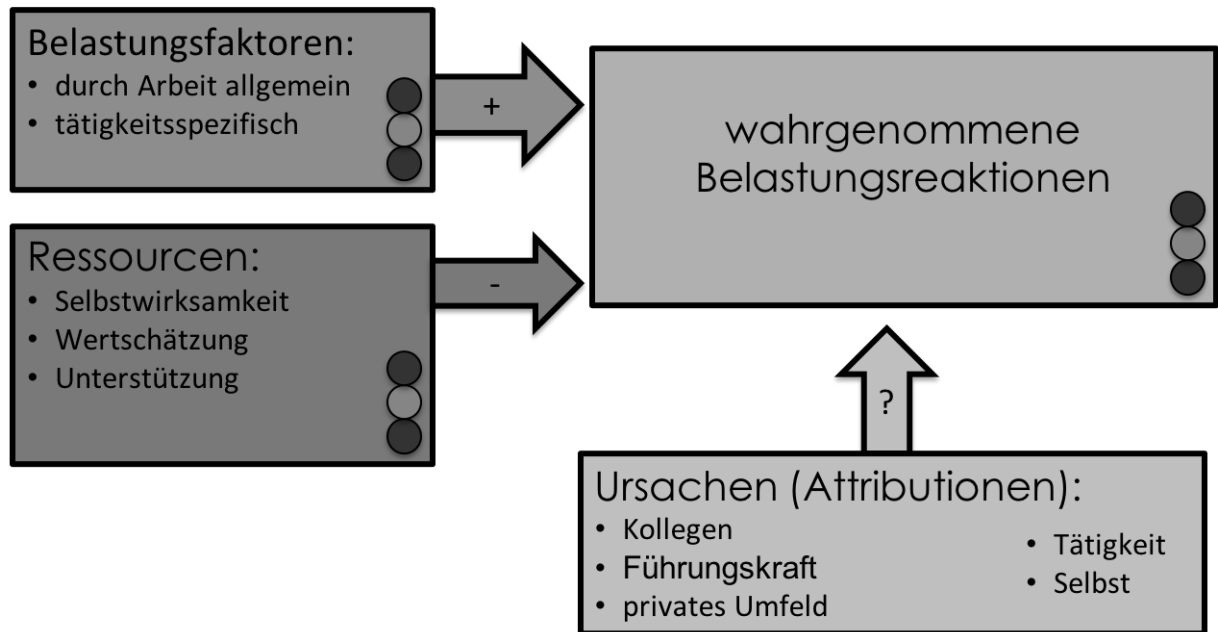 Belastungsfaktoren:
• durch Arbeit allgemein
• tätigkeitsspezifisch
+
wahrgenommene
Belastungsreaktionen
Ressourcen:
• Selbstwirksamkeit
• Wertschätzung
• Unterstützung
-
?
Ursachen (Attributionen):
• Kollegen
• Führungskraft
• privates Umfeld
• Tätigkeit
• Selbst